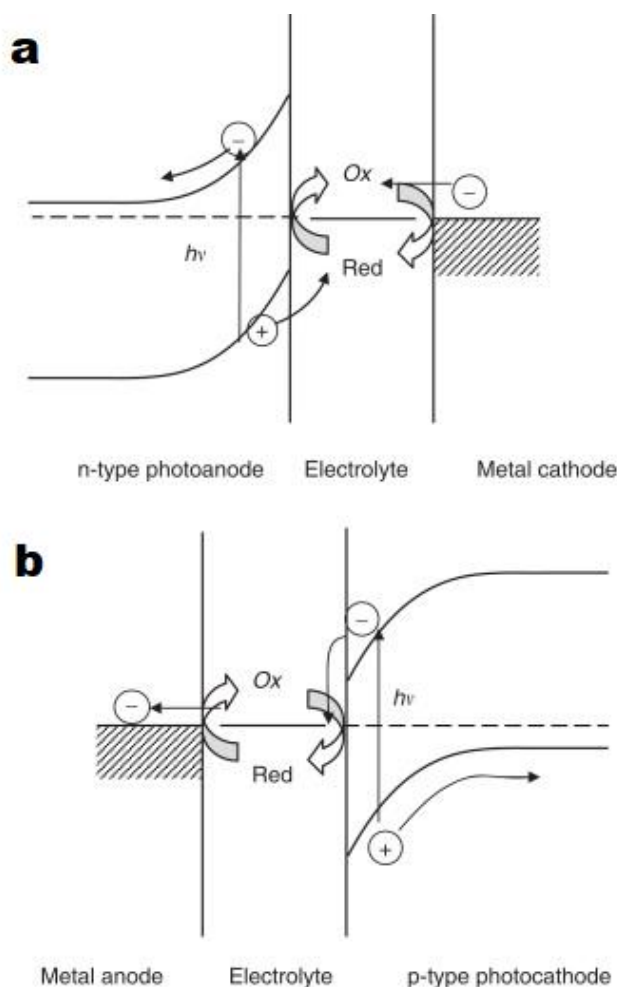 a
−
Ox
−
hν
Red
+
n-type photoanode Electrolyte Metal cathode
b
−
Ox
−
hν
Red
+
Metal anode Electrolyte p-type photocathode